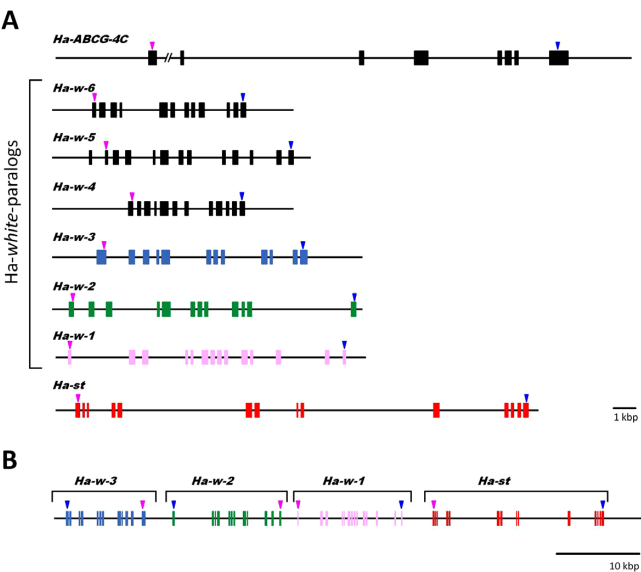 A
Ha-ABCG-4C
Ha-white-paralogs
Ha-w-6
Ha-w-5
Ha-w-4
Ha-w-3
Ha-w-2
Ha-w-1
Ha-st
1 kbp
B
Ha-w-3 Ha-w-2 Ha-w-1 Ha-st
10 kbp